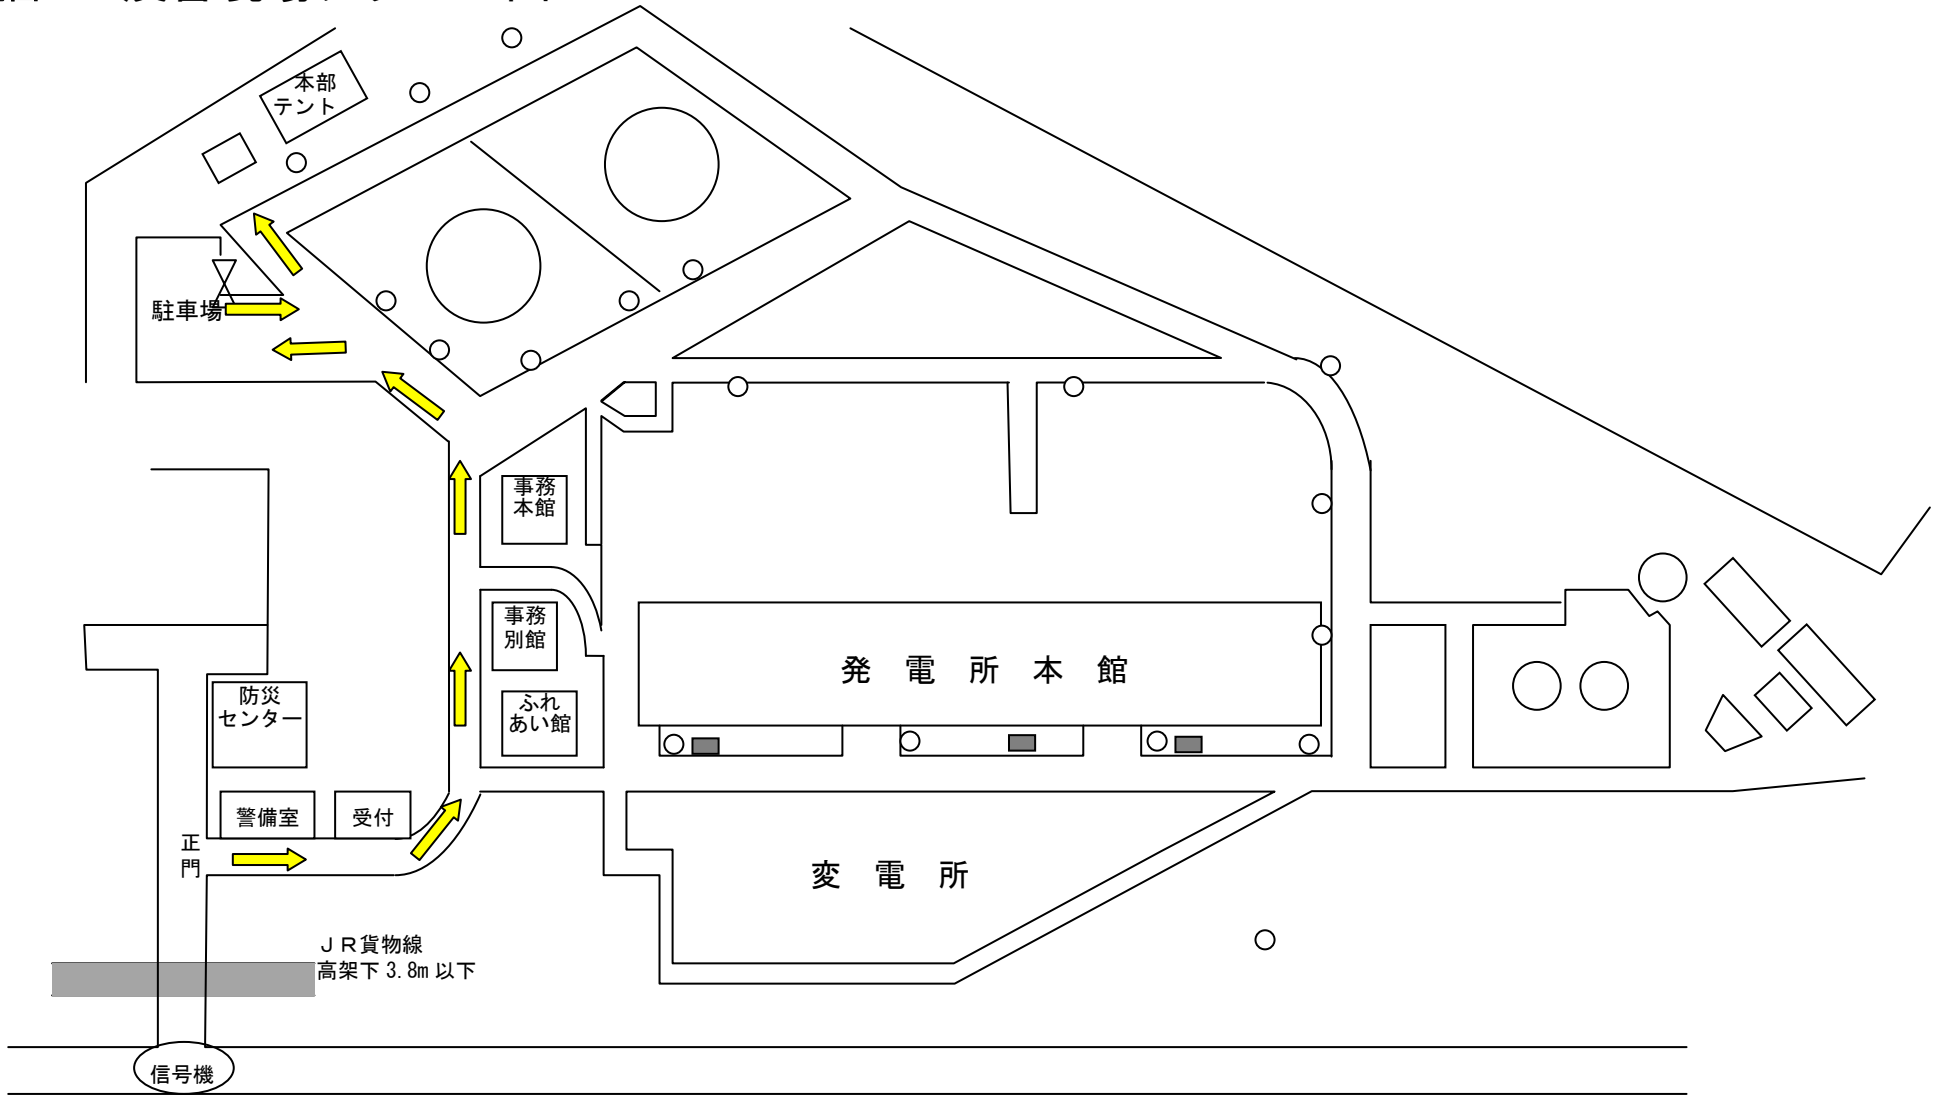 本部
テント
駐車場
事務
本館
事務
別館
発電所本館
防災
センター
ふれ
あい館
警備室
受付
正
門
変電所
ＪＲ貨物線
高架下 3.8m 以下
信号機